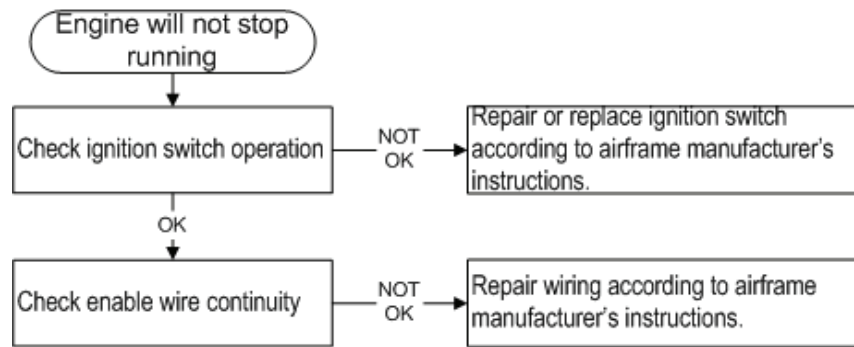 Engine will not stop
running
Check ignition switch operation
NOT
OK
Repair or replace ignition switch
according to airframe manufacturer's
instructions.
OK
Check enable wire continuity
NOT
OK
Repair wiring according to airframe
manufacturer's instructions.